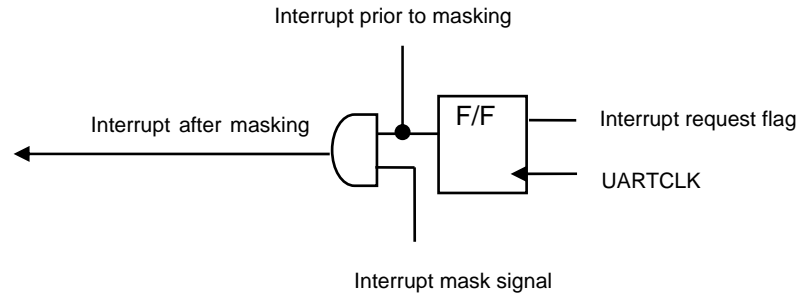 Interrupt prior to masking
F/F
Interrupt request flag
Interrupt after masking
UARTCLK
Interrupt mask signal